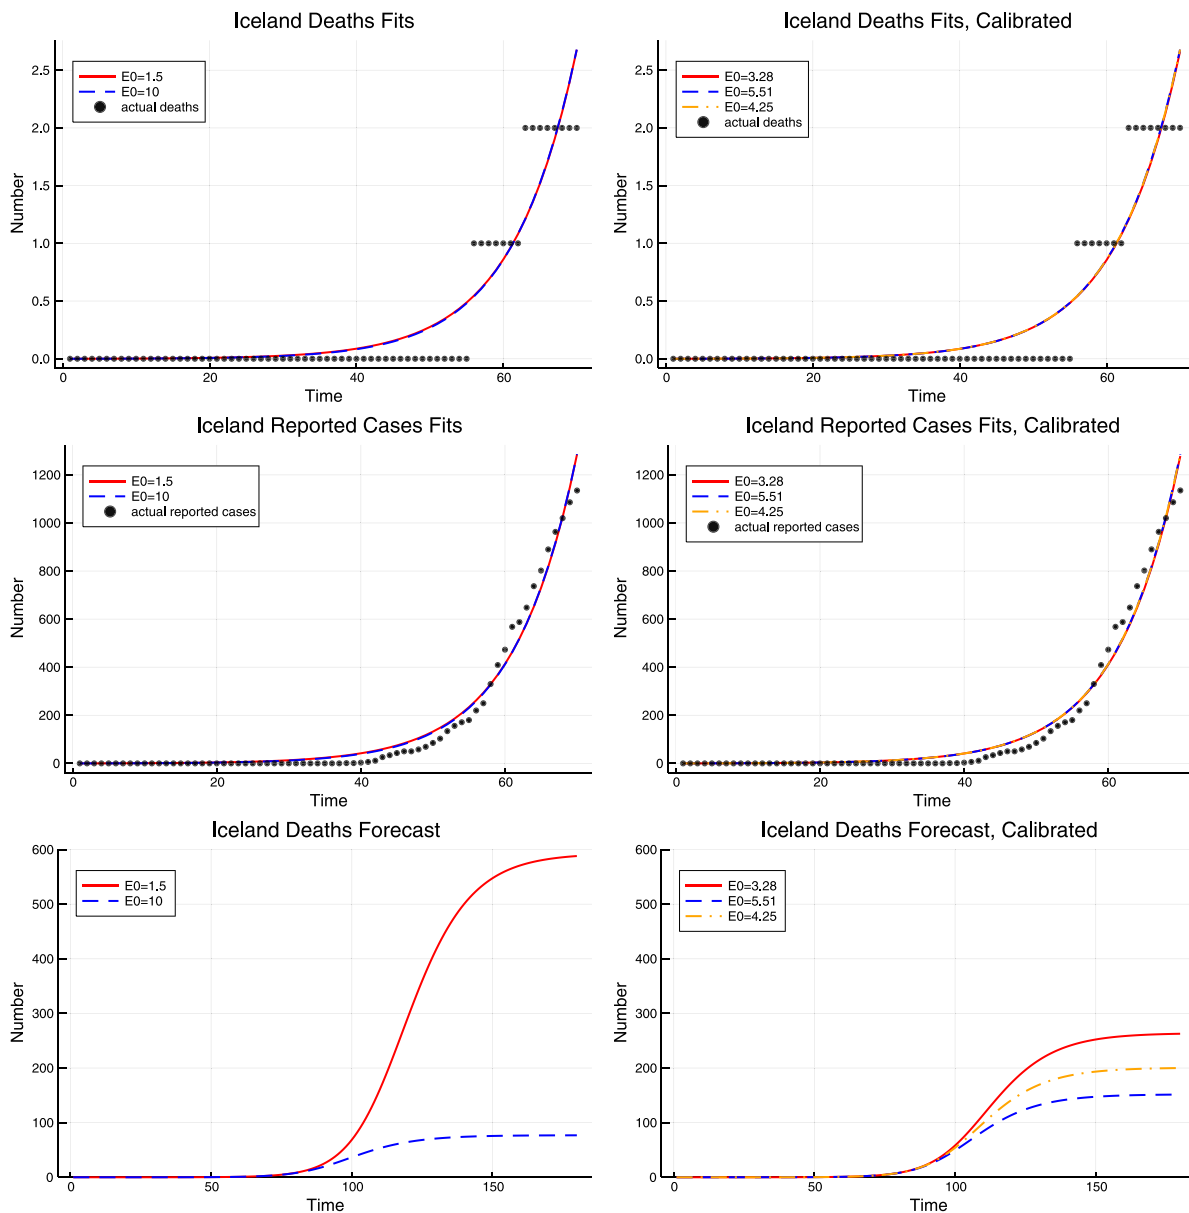 Iceland Deaths Fits
Number
2.5
2.0
1.5
1.0
0.5
0.0
E0=1.5
E0=10
actual deaths
0
20
40
60
Time
Iceland Deaths Fits, Calibrated
Number
2.5
2.0
1.5
1.0
0.5
0.0
E0=3.28
E0=5.51
E0=4.25
actual deaths
0
20
40
60
Time
Iceland Reported Cases Fits
Number
1200
1000
800
600
400
200
0
E0=1.5
E0=10
actual reported cases
0
20
40
60
Time
Iceland Reported Cases Fits, Calibrated
Number
1200
1000
800
600
400
200
0
E0=3.28
E0=5.51
E0=4.25
actual reported cases
0
20
40
60
Time
Iceland Deaths Forecast
Number
600
500
400
300
200
100
0
E0=1.5
E0=10
0
50
100
150
Time
Iceland Deaths Forecast, Calibrated
Number
600
500
400
300
200
100
0
E0=3.28
E0=5.51
E0=4.25
0
50
100
150
Time